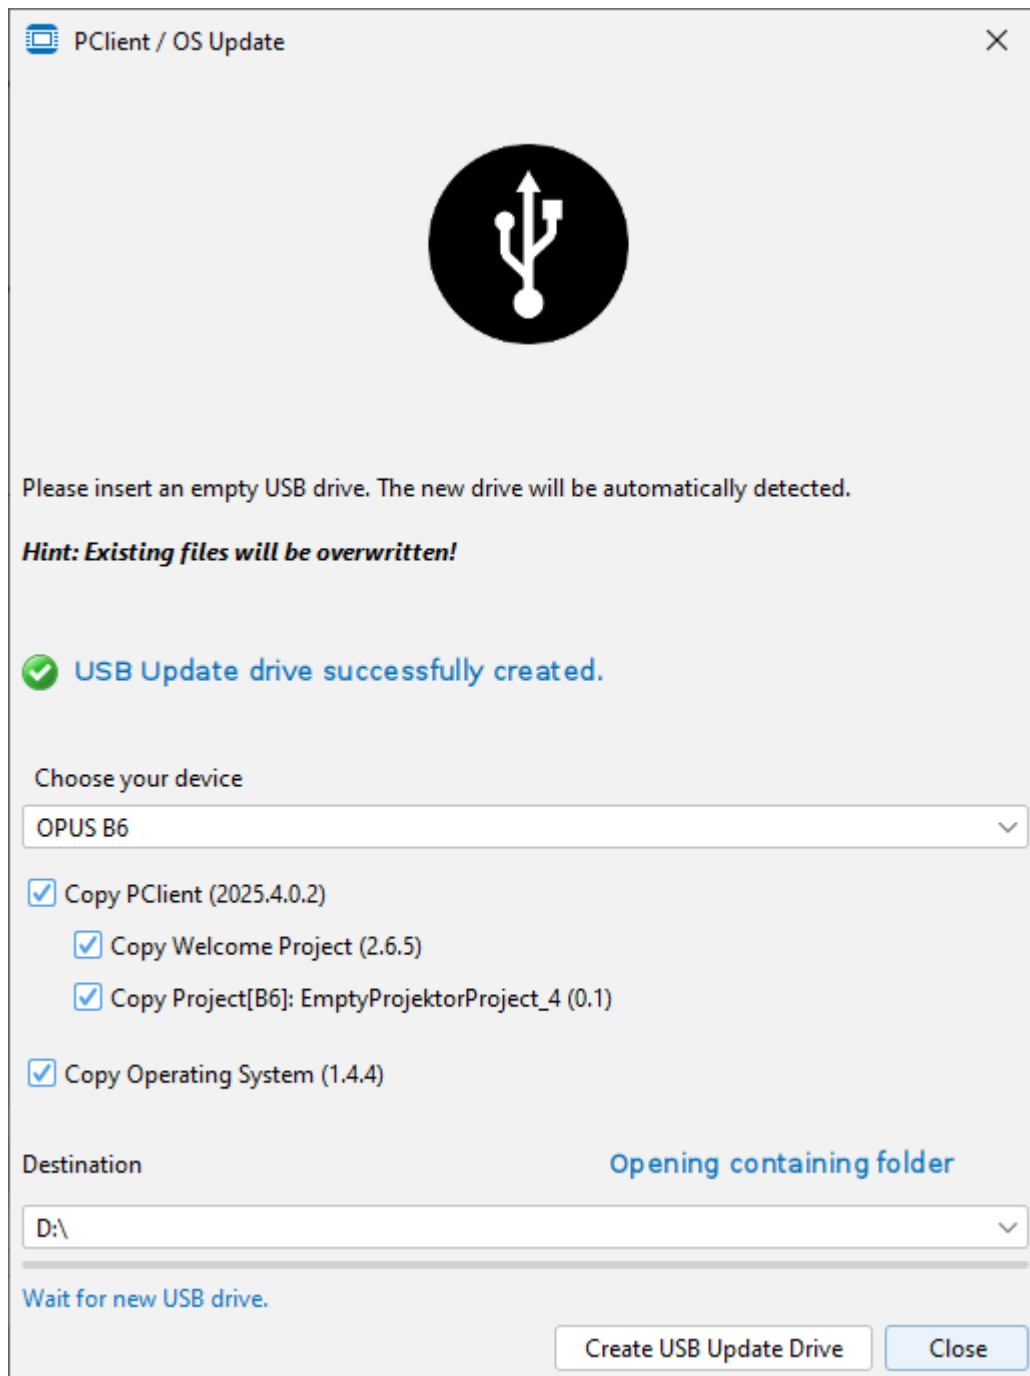 PClient / OS Update
Please insert an empty USB drive. The new drive will be automatically detected.
Hint: Existing files will be overwritten!
USB Update drive successfully created.
Choose your device
OPUS B6
Copy PClient (2025.4.0.2)
Copy Welcome Project (2.6.5)
Copy Project[B6]: EmptyProjektorProject_4 (0.1)
Copy Operating System (1.4.4)
Destination
Opening containing folder
D:\
Wait for new USB drive.
Create USB Update Drive
Close